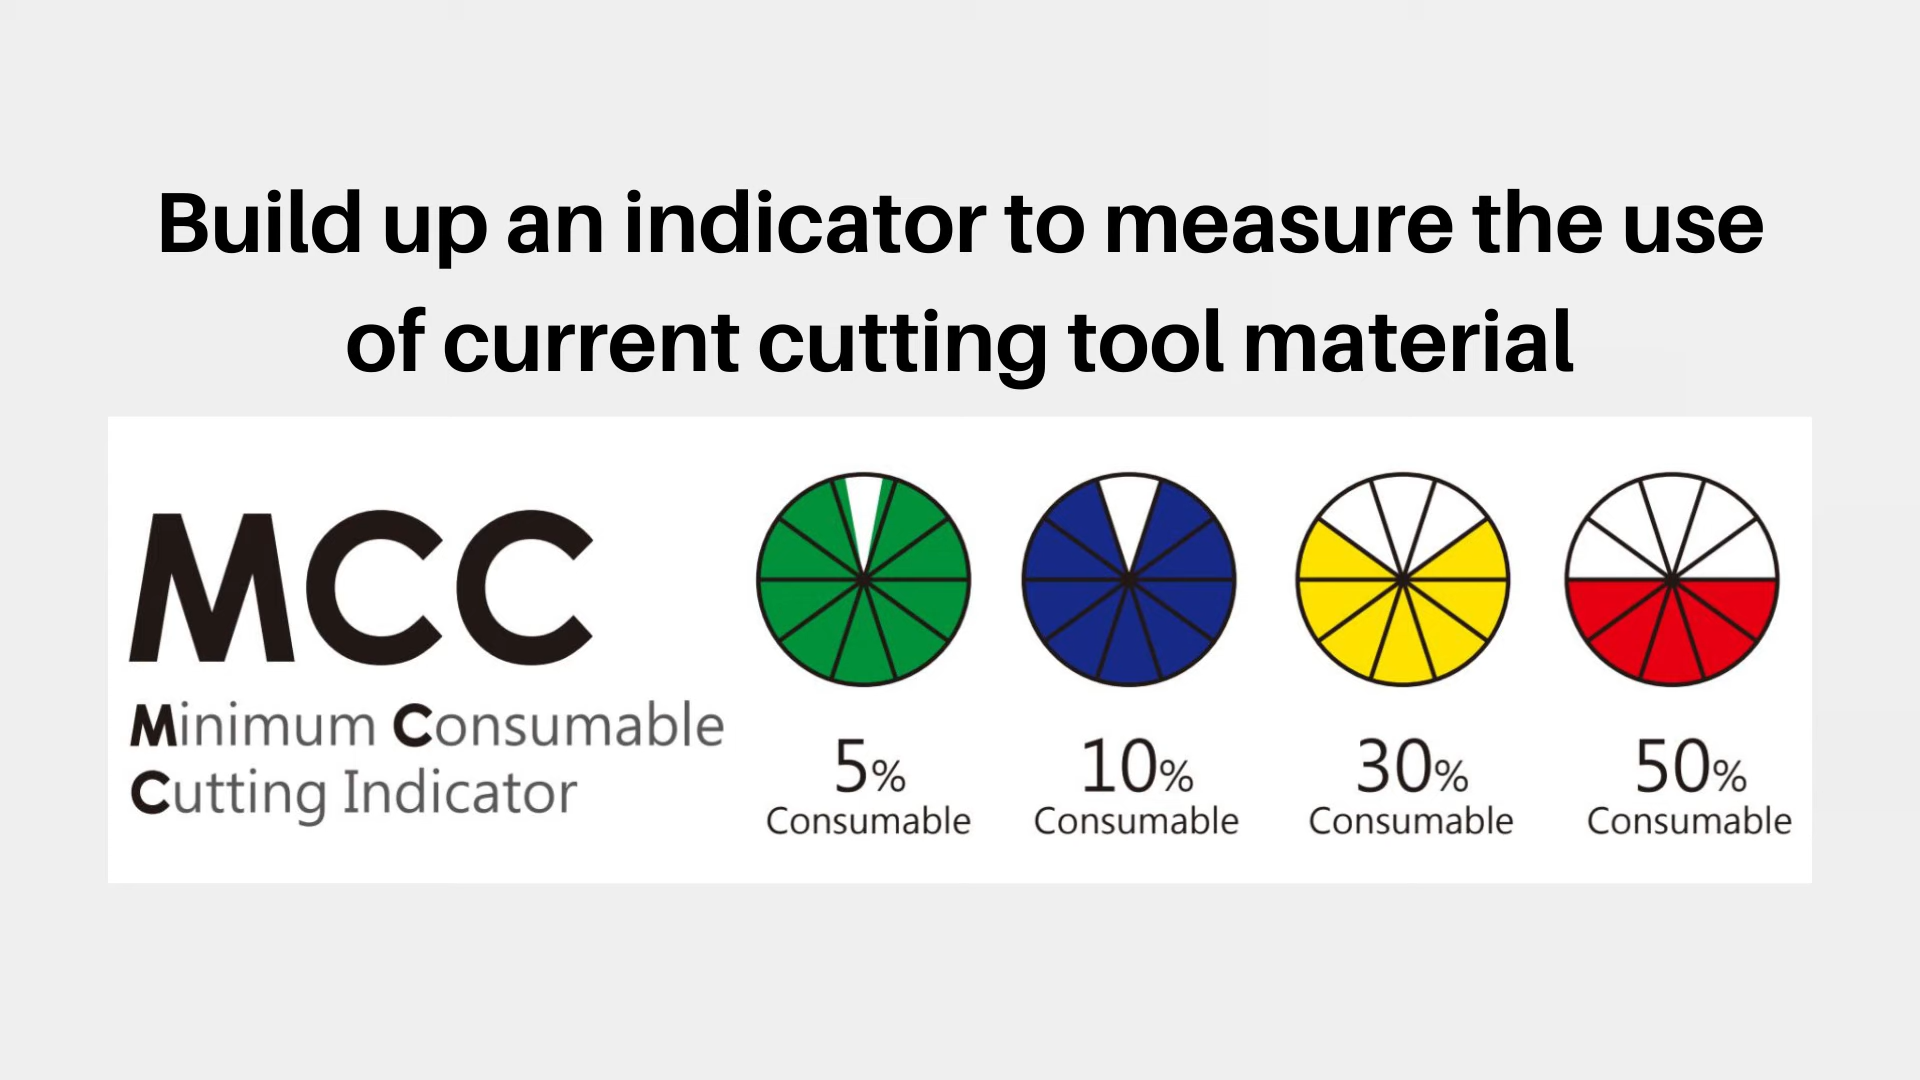 Build up an indicator to measure the use
of current cutting tool material
MCC
Minimum Consumable
Cutting Indicator
5%
Consumable
10%
Consumable
30%
Consumable
50%
Consumable